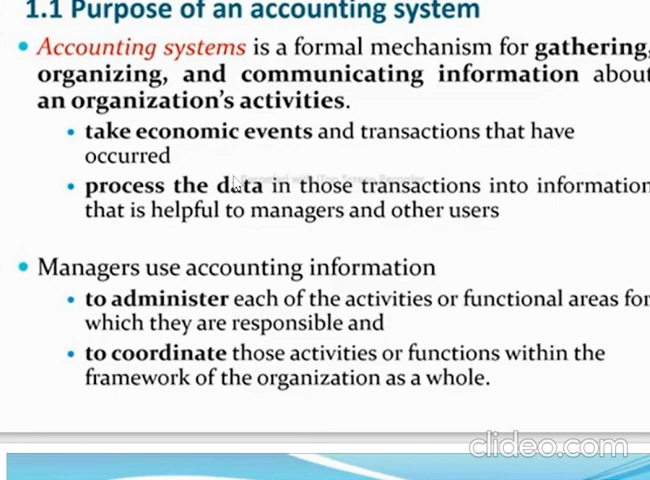 1.1 Purpose of an accounting system
• Accounting systems is a formal mechanism for gathering,
organizing, and communicating information about
an organization's activities.
• take economic events and transactions that have
occurred
• process the data in those transactions into information
that is helpful to managers and other users
• Managers use accounting information
• to administer each of the activities or functional areas for
which they are responsible and
• to coordinate those activities or functions within the
framework of the organization as a whole.
clideo.com